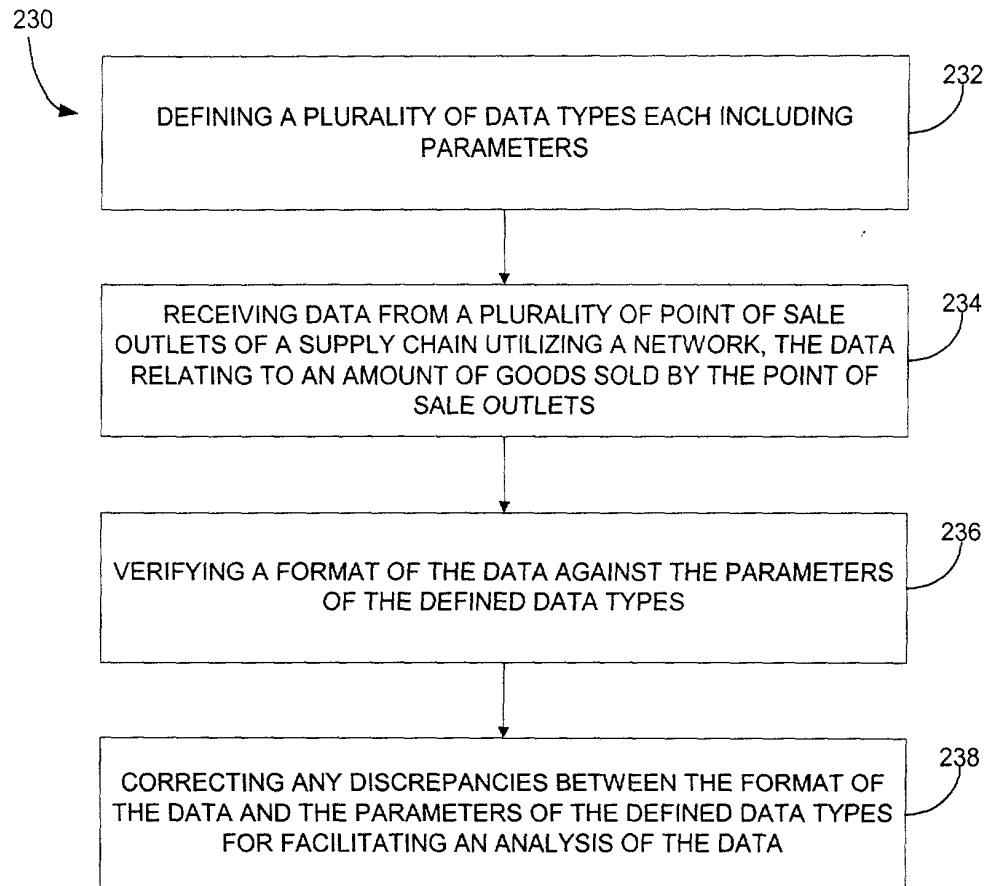 230
232
DEFINING A PLURALITY OF DATA TYPES EACH INCLUDING
PARAMETERS
234
RECEIVING DATA FROM A PLURALITY OF POINT OF SALE
OUTLETS OF A SUPPLY CHAIN UTILIZING A NETWORK, THE DATA
RELATING TO AN AMOUNT OF GOODS SOLD BY THE POINT OF
SALE OUTLETS
236
VERIFYING A FORMAT OF THE DATA AGAINST THE PARAMETERS
OF THE DEFINED DATA TYPES
238
CORRECTING ANY DISCREPANCIES BETWEEN THE FORMAT OF
THE DATA AND THE PARAMETERS OF THE DEFINED DATA TYPES
FOR FACILITATING AN ANALYSIS OF THE DATA